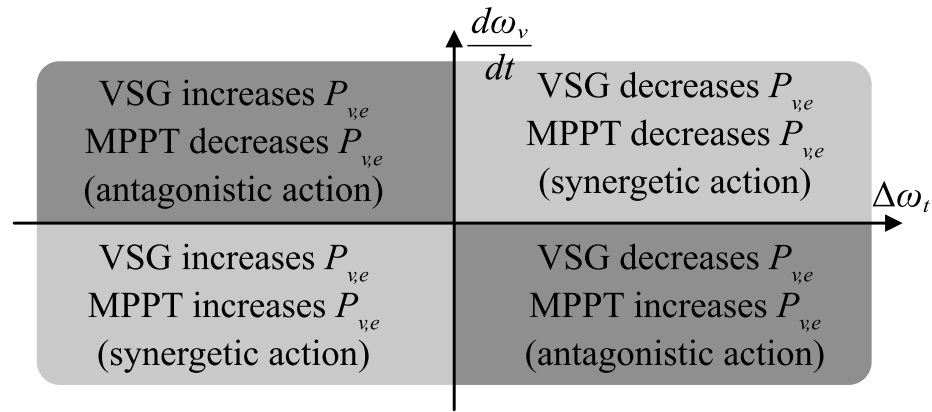 dω_v
dt
VSG increases P_v,e
MPPT decreases P_v,e
(antagonistic action)
VSG decreases P_v,e
MPPT decreases P_v,e
(synergetic action)
Δω_t
VSG increases P_v,e
MPPT increases P_v,e
(synergetic action)
VSG decreases P_v,e
MPPT increases P_v,e
(antagonistic action)